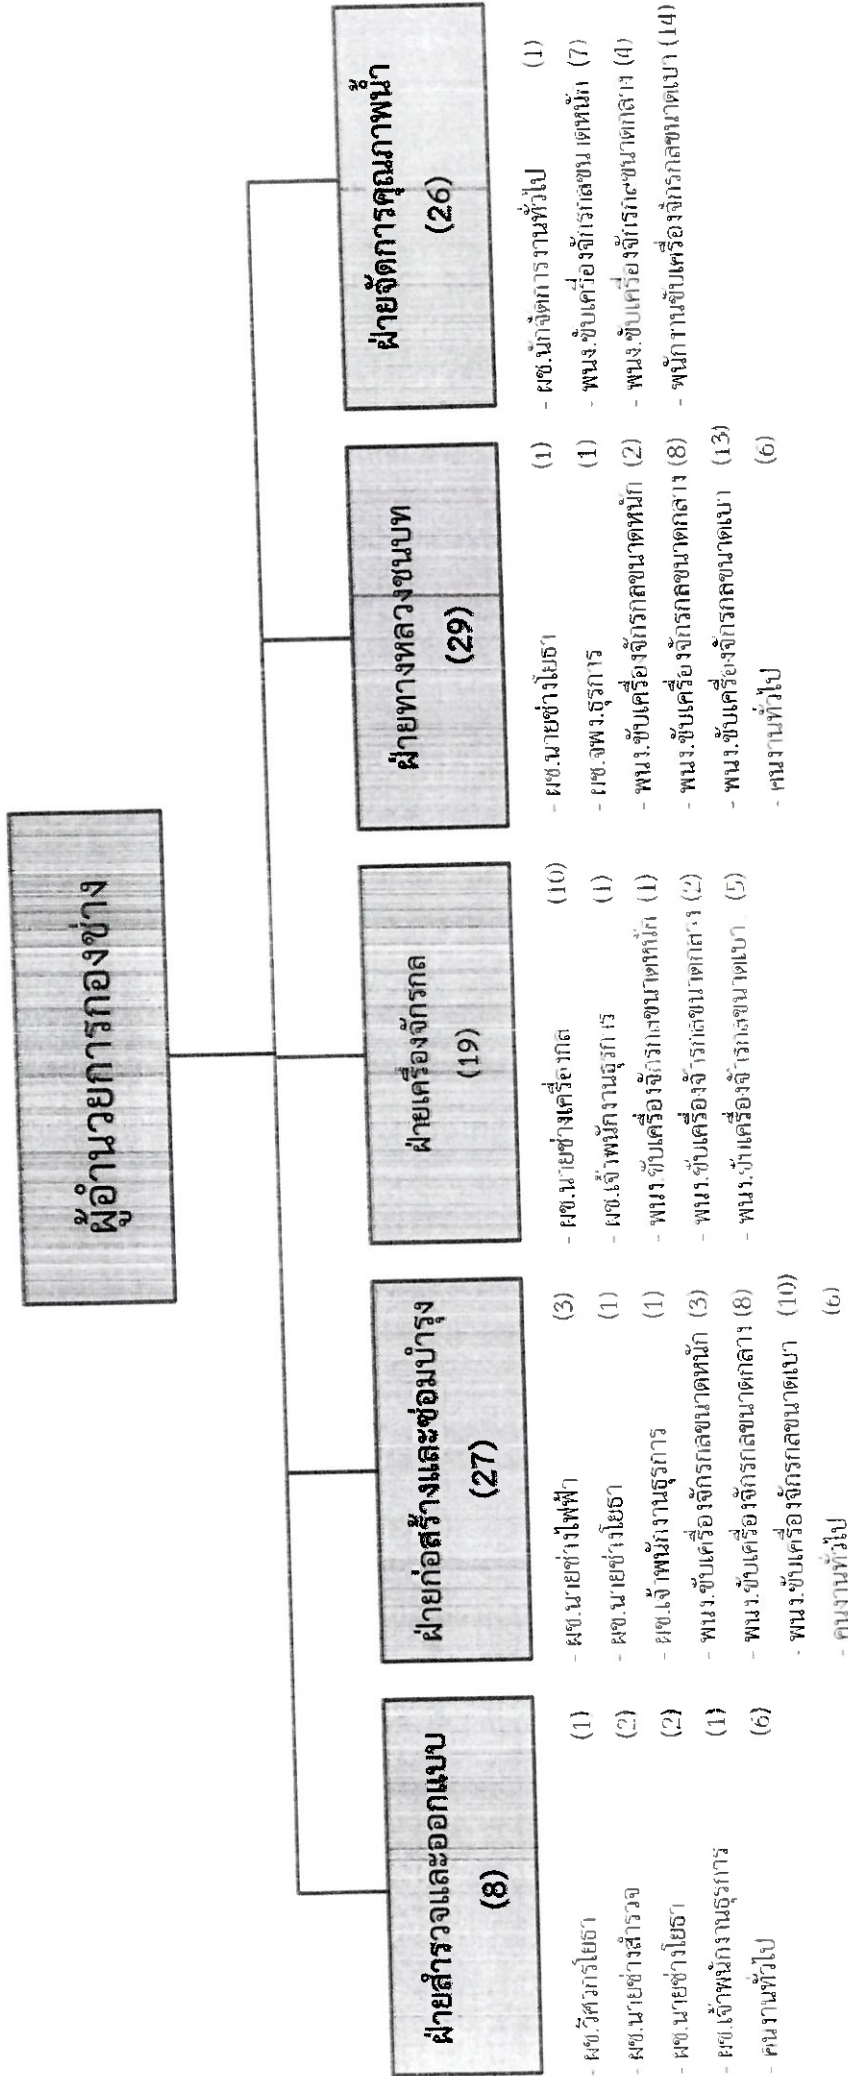 ผู้อำนวยการกองช่าง
ฝ่ายสำรวจและออกแบบ
(8)
- ผช.วิศวกรโยธา (1)
- ผช.นายช่างสำรวจ (2)
- ผช.นายช่างโยธา (2)
- ผช.เจ้าพนักงานธุรการ (1)
- คนงานทั่วไป (6)
ฝ่ายก่อสร้างและซ่อมบำรุง
(27)
- ผช.นายช่างไฟฟ้า (3)
- ผช.นายช่างโยธา (1)
- ผช.เจ้าพนักงานธุรการ (1)
- พนง.ขับเครื่องจักรกลขนาดหนัก (3)
- พนง.ขับเครื่องจักรกลขนาดกลาง (8)
- พนง.ขับเครื่องจักรกลขนาดเบา (10)
- คนงานทั่วไป (6)
ฝ่ายเครื่องจักรกล
(19)
- ผช.นายช่างเครื่องกล (10)
- ผช.เจ้าพนักงานธุรการ (1)
- พนง.ขับเครื่องจักรกลขนาดหนัก (1)
- พนง.ขับเครื่องจักรกลขนาดกลาง (2)
- พนง.ขับเครื่องจักรกลขนาดเบา (5)
ฝ่ายทางหลวงชนบท
(29)
- ผช.นายช่างโยธา (1)
- ผช.จพง.ธุรการ (1)
- พนง.ขับเครื่องจักรกลขนาดหนัก (2)
- พนง.ขับเครื่องจักรกลขนาดกลาง (8)
- พนง.ขับเครื่องจักรกลขนาดเบา (13)
- คนงานทั่วไป (6)
ฝ่ายจัดการคุณภาพน้ำ
(26)
- ผช.นักจัดการงานทั่วไป (1)
- พนง.ขับเครื่องจักรกลขนาดหนัก (7)
- พนง.ขับเครื่องจักรกลขนาดกลาง (4)
- พนักงานขับเครื่องจักรกลขนาดเบา (14)